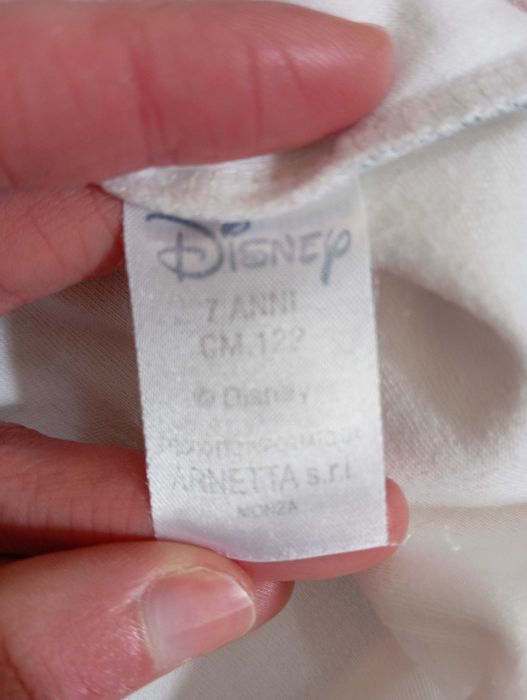 Disney
7 ANNI
CM.122
© Disney
ARNETTA s.r.l.
MONZA